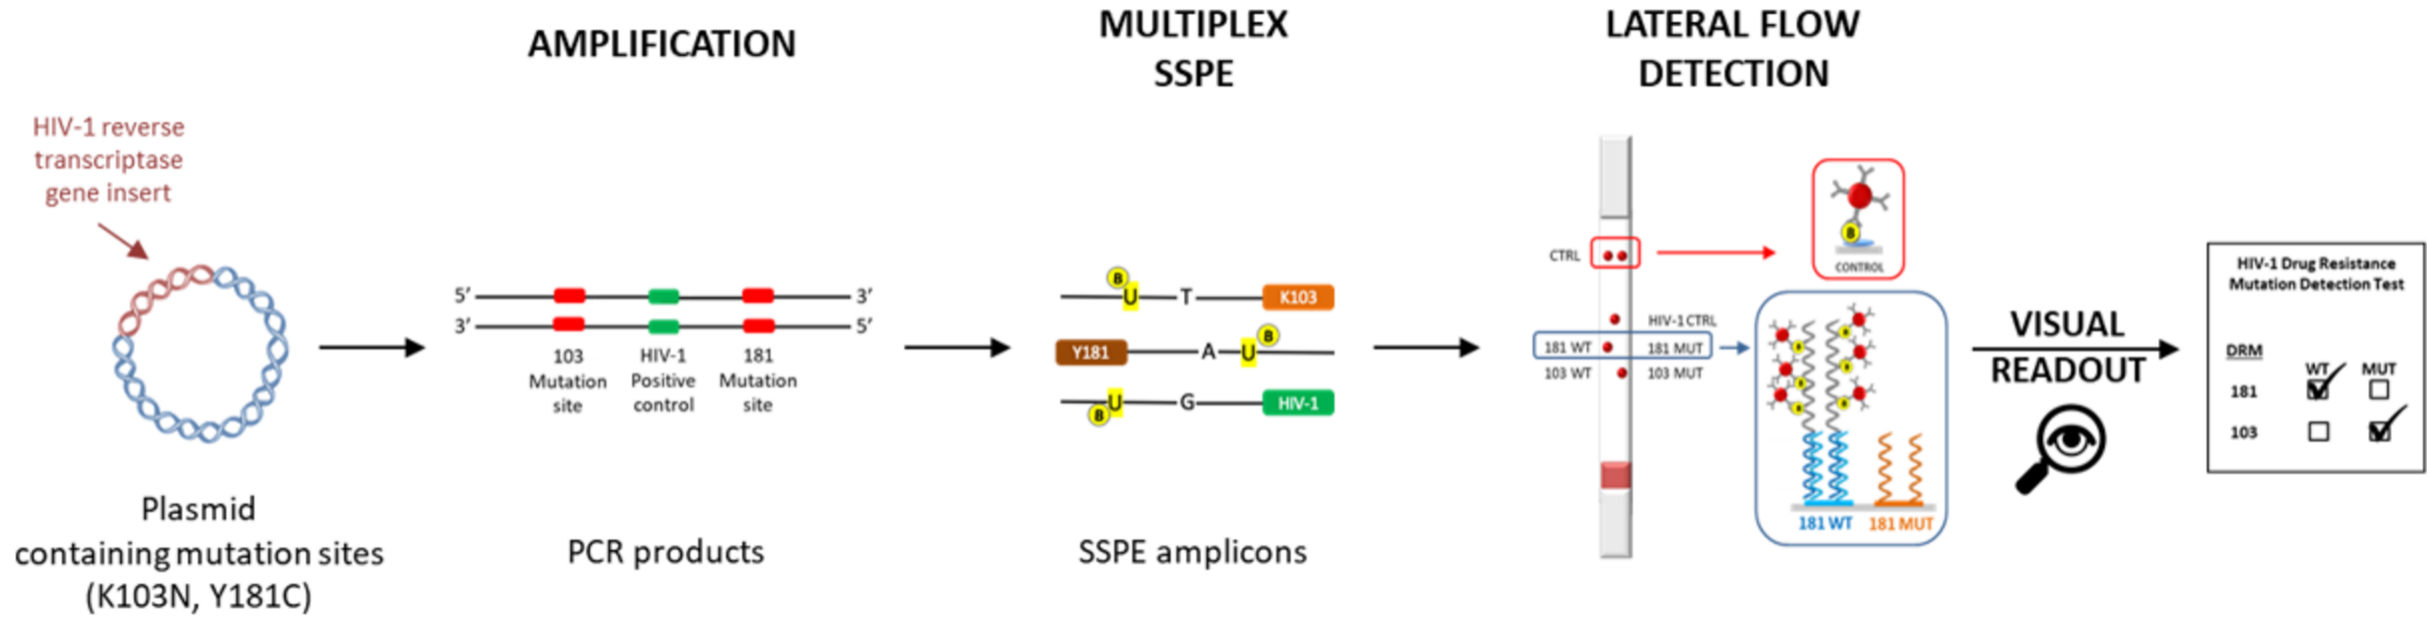 AMPLIFICATION
MULTIPLEX
SSPE
LATERAL FLOW
DETECTION
HIV-1 reverse
transcriptase
gene insert
Plasmid
containing mutation sites
(K103N, Y181C)
5′ 3′
3′ 5′
103
Mutation
site
HIV-1
Positive
control
181
Mutation
site
PCR products
B
U T K103
B
Y181 A U
U G HIV-1
B
SSPE amplicons
CTRL
HIV-1 CTRL
181 WT 181 MUT
103 WT 103 MUT
B
CONTROL
B
B
B
B
B
B
181 WT 181 MUT
VISUAL
READOUT
HIV-1 Drug Resistance
Mutation Detection Test
DRM
WT MUT
181
103